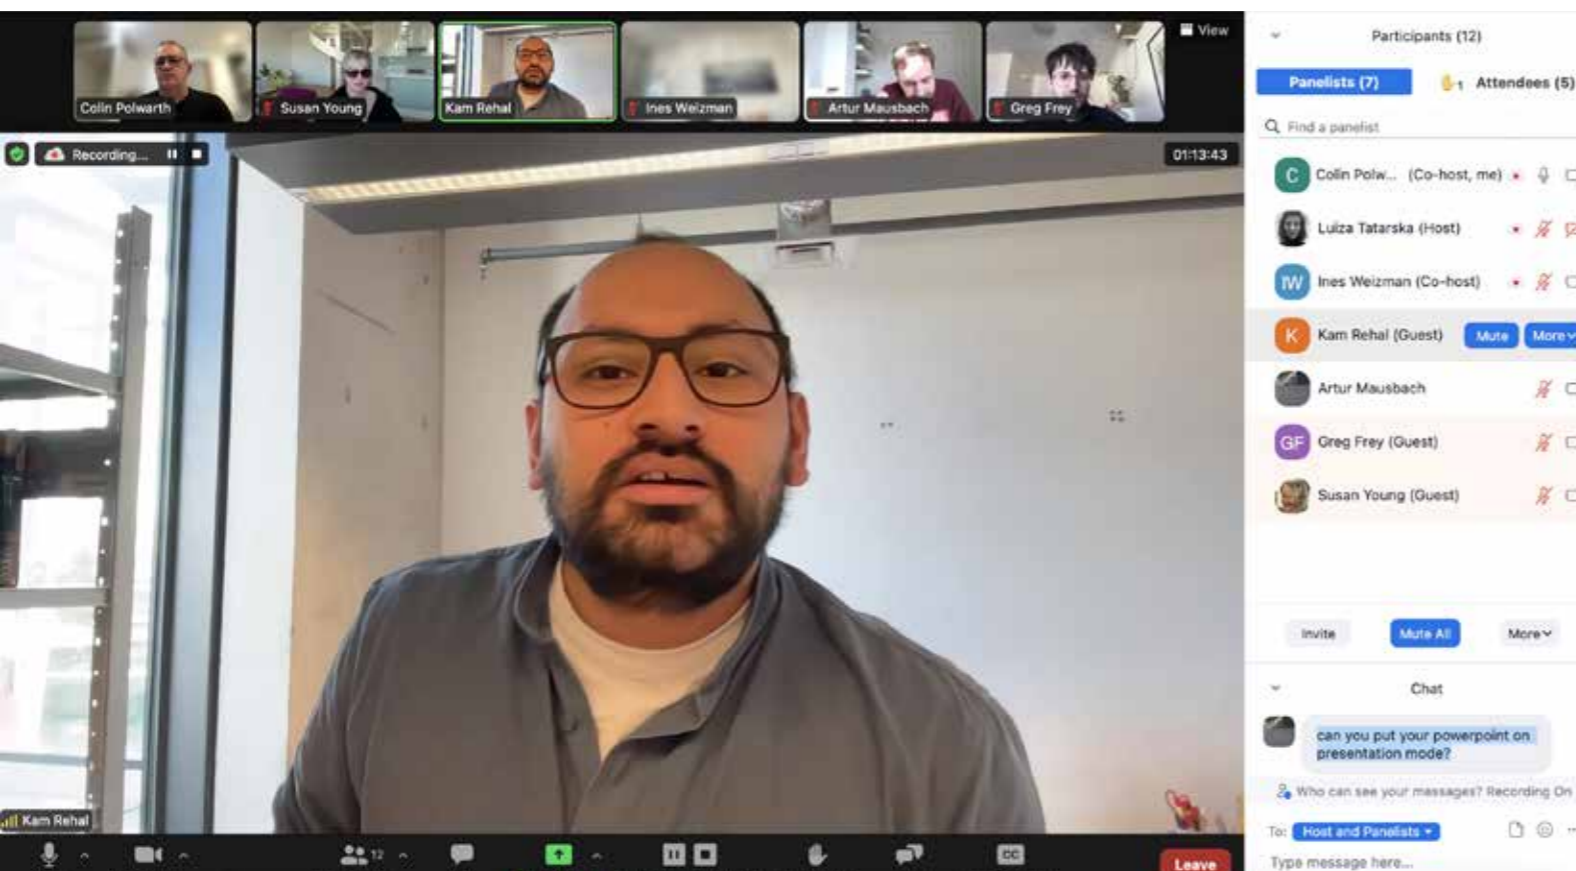 View
Colin Polwarth
Susan Young
Kam Rehal
Ines Weizman
Artur Mausbach
Greg Frey
Recording...
01:13:43
Kam Rehal
12
CC
Leave
Participants (12)
Panelists (7)
1 Attendees (5)
Find a panelist
C Colin Polw... (Co-host, me)
Luiza Tatarska (Host)
IW Ines Weizman (Co-host)
K Kam Rehal (Guest) Mute More
Artur Mausbach
GF Greg Frey (Guest)
Susan Young (Guest)
Invite Mute All More
Chat
can you put your powerpoint on
presentation mode?
Who can see your messages? Recording On
To: Host and Panelists
Type message here...